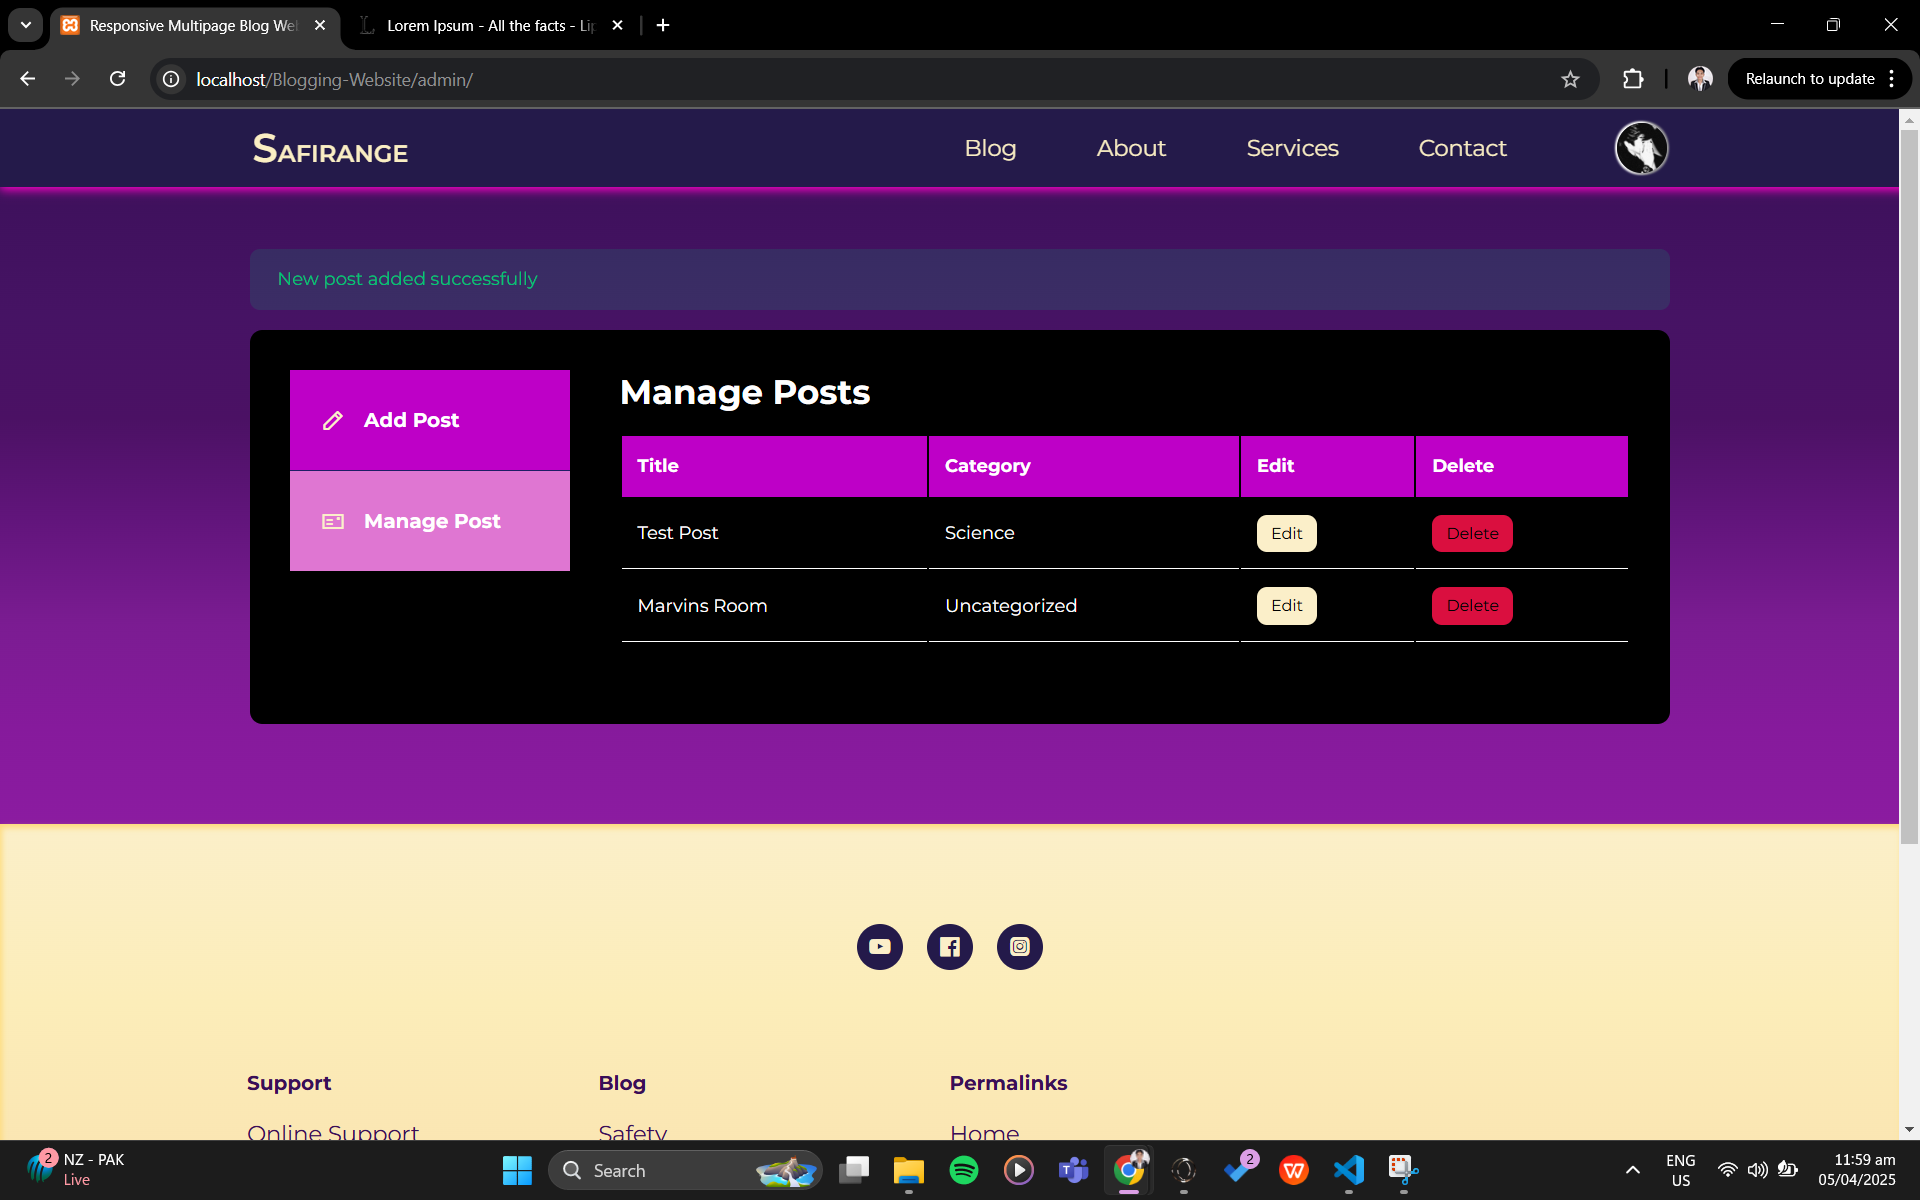 Responsive Multipage Blog Wel
Lorem Ipsum - All the facts - Lip
localhost/Blogging-Website/admin/
Relaunch to update
SAFIRANGE
Blog
About
Services
Contact
New post added successfully
Add Post
Manage Post
Manage Posts
Title Category Edit Delete
Test Post Science Edit Delete
Marvins Room Uncategorized Edit Delete
Support
Blog
Permalinks
Online Support
Safety
Home
2
NZ - PAK
Live
Search
2
ENG
US
11:59 am
05/04/2025